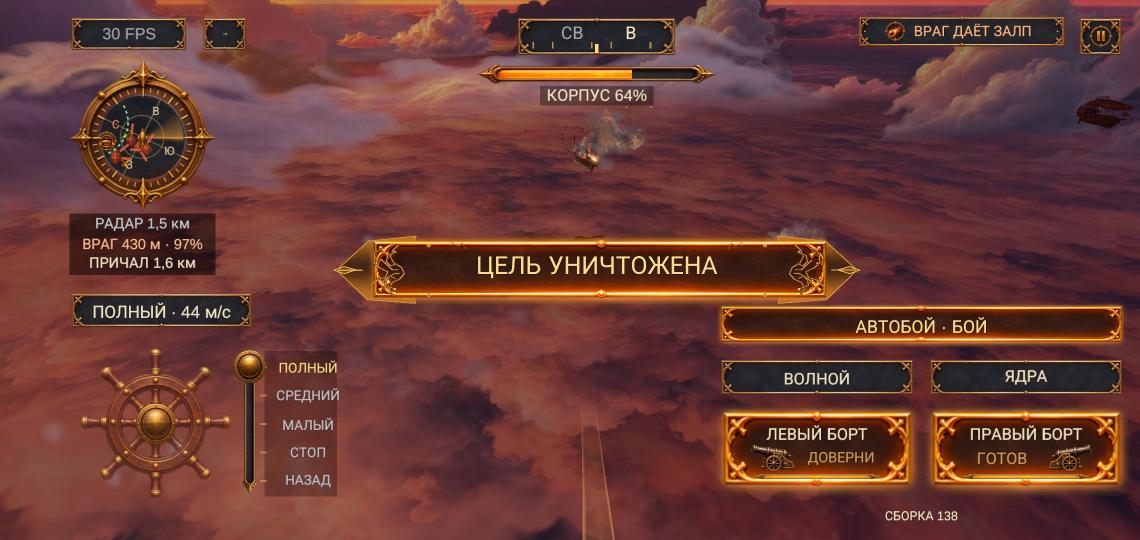 30 FPS
СВ В
ВРАГ ДАЁТ ЗАЛП
КОРПУС 64%
В
С
Ю
З
РАДАР 1,5 км
ВРАГ 430 м · 97%
ПРИЧАЛ 1,6 км
ЦЕЛЬ УНИЧТОЖЕНА
ПОЛНЫЙ · 44 м/с
АВТОБОЙ · БОЙ
ПОЛНЫЙ
СРЕДНИЙ
МАЛЫЙ
СТОП
НАЗАД
ВОЛНОЙ
ЯДРА
ЛЕВЫЙ БОРТ
ДОВЕРНИ
ПРАВЫЙ БОРТ
ГОТОВ
СБОРКА 138